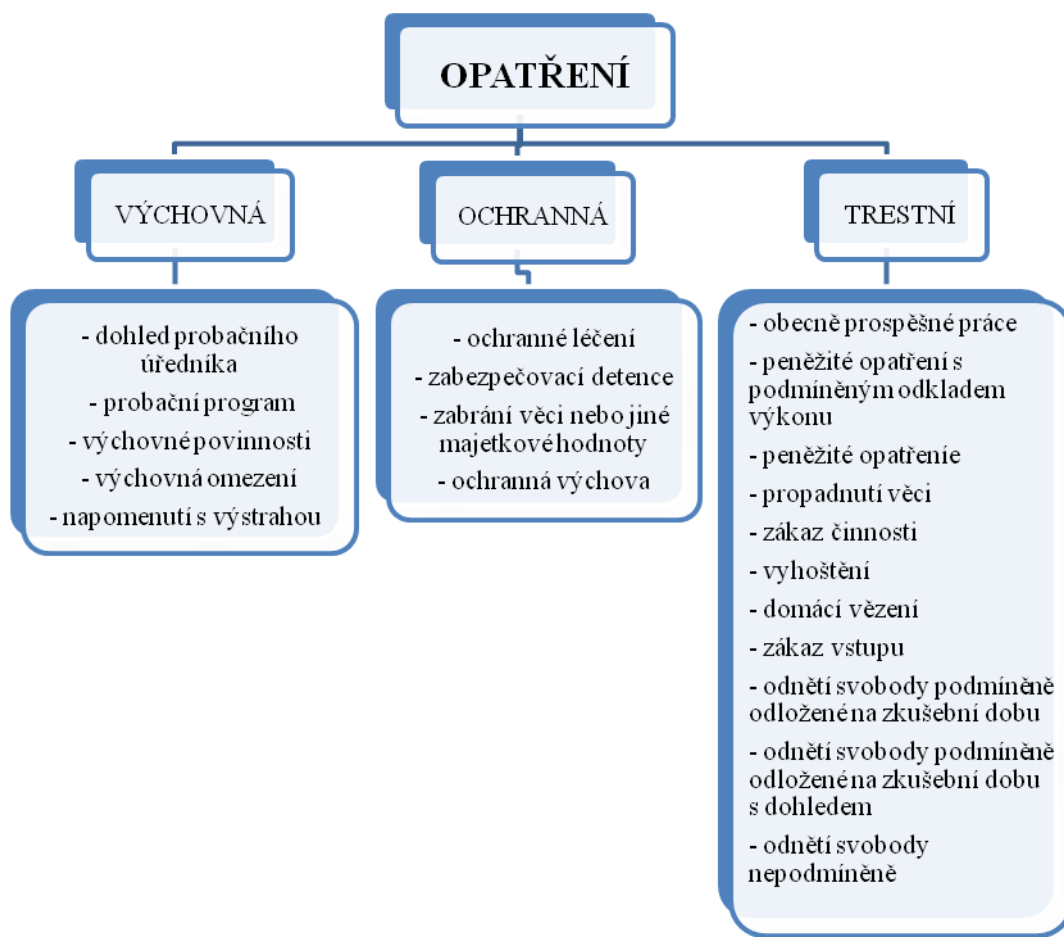 OPATŘENÍ
VÝCHOVNÁ
- dohled probačního
úředníka
- probační program
- výchovné povinnosti
- výchovná omezení
- napomenutí s výstrahou
OCHRANNÁ
- ochranné léčení
- zabezpečovací detence
- zabrání věci nebo jiné
majetkové hodnoty
- ochranná výchova
TRESTNÍ
- obecně prospěšné práce
- peněžité opatření s
podmíněným odkladem
výkonu
- peněžité opatřeníe
- propadnutí věci
- zákaz činnosti
- vyhoštění
- domácí vězení
- zákaz vstupu
- odnětí svobody podmíněně
odložené na zkušební dobu
- odnětí svobody podmíněně
odložené na zkušební dobu
s dohledem
- odnětí svobody
nepodmíněně